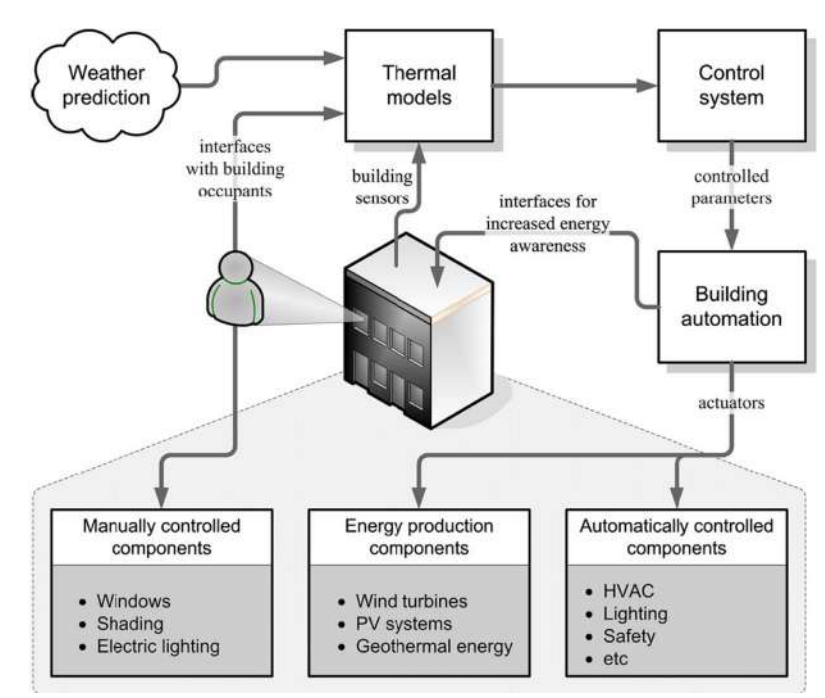 Weather
prediction
Thermal
models
Control
system
interfaces
with building
occupants
building
sensors
interfaces for
increased energy
awareness
controlled
parameters
Building
automation
actuators
Manually controlled
components
• Windows
• Shading
• Electric lighting
Energy production
components
• Wind turbines
• PV systems
• Geothermal energy
Automatically controlled
components
• HVAC
• Lighting
• Safety
• etc